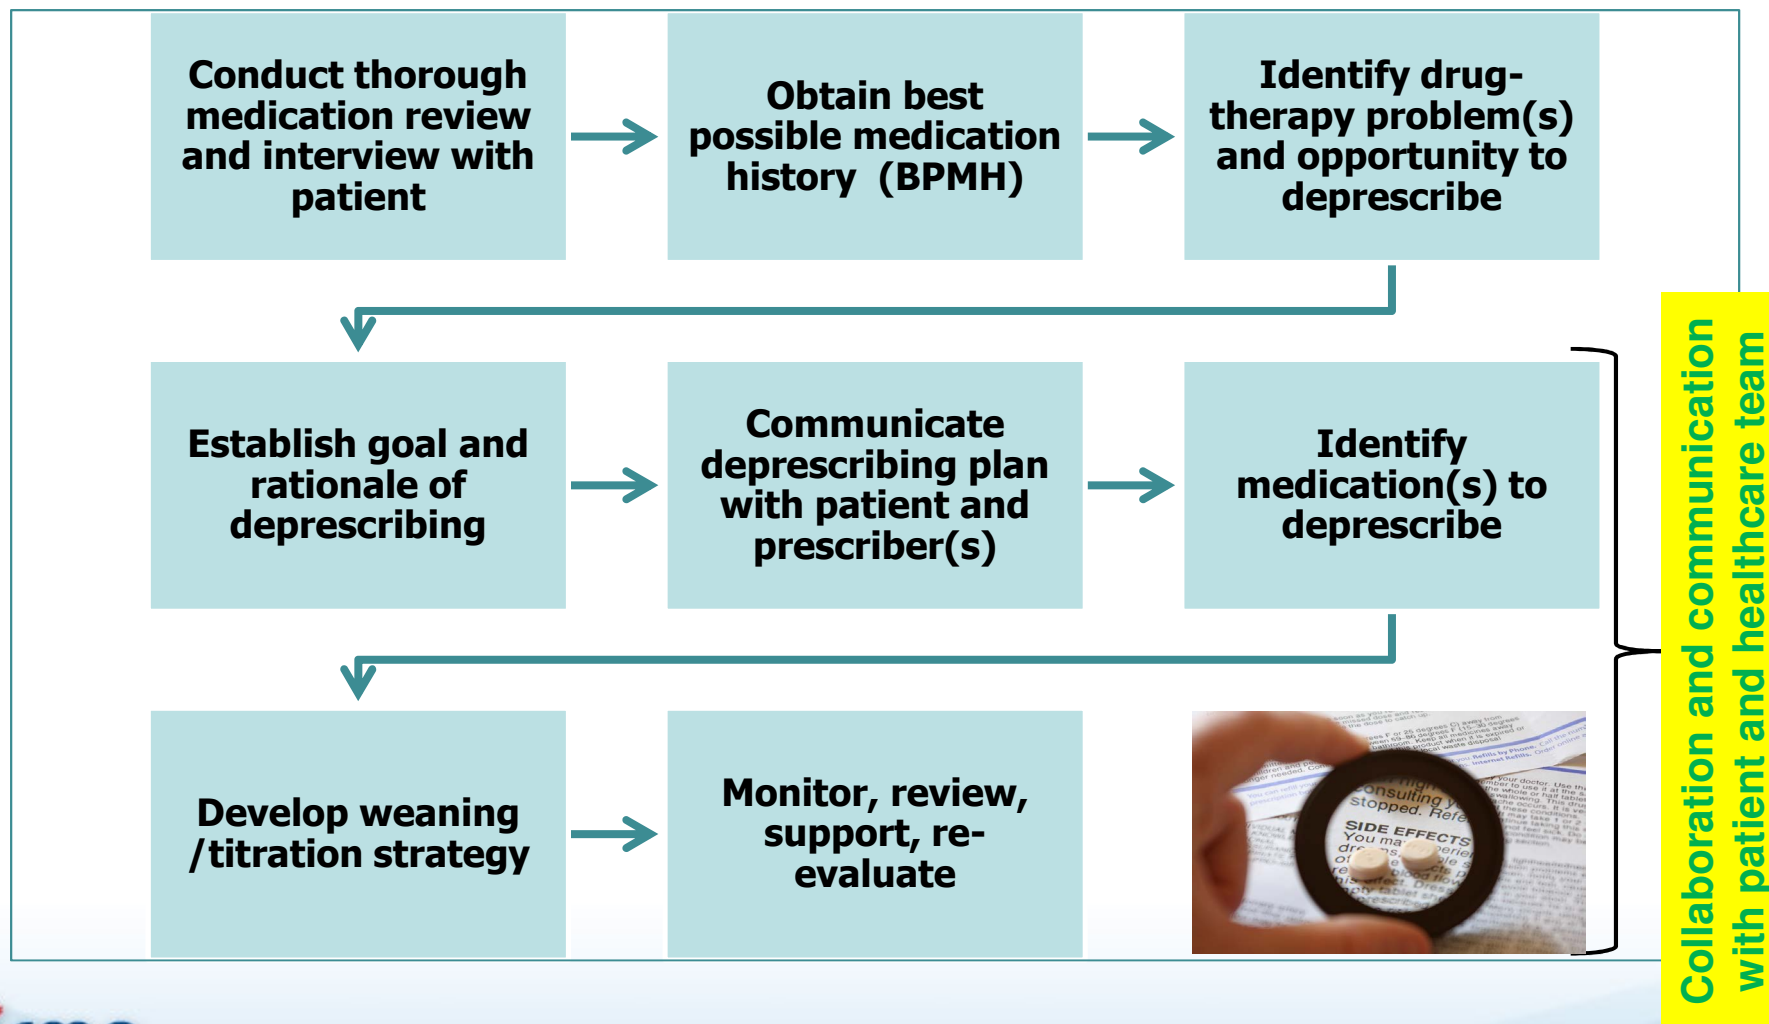 Conduct thorough
medication review
and interview with
patient
Obtain best
possible medication
history (BPMH)
Identify drug-
therapy problem(s)
and opportunity to
deprescribe
Establish goal and
rationale of
deprescribing
Communicate
deprescribing plan
with patient and
prescriber(s)
Identify
medication(s) to
deprescribe
Develop weaning
/titration strategy
Monitor, review,
support, re-
evaluate
Collaboration and communication
with patient and healthcare team
consulting
stopped.
SIDE EFFECTS